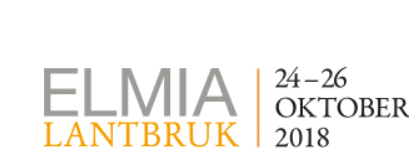 ELMIA
LANTBRUK
24–26
OKTOBER
2018